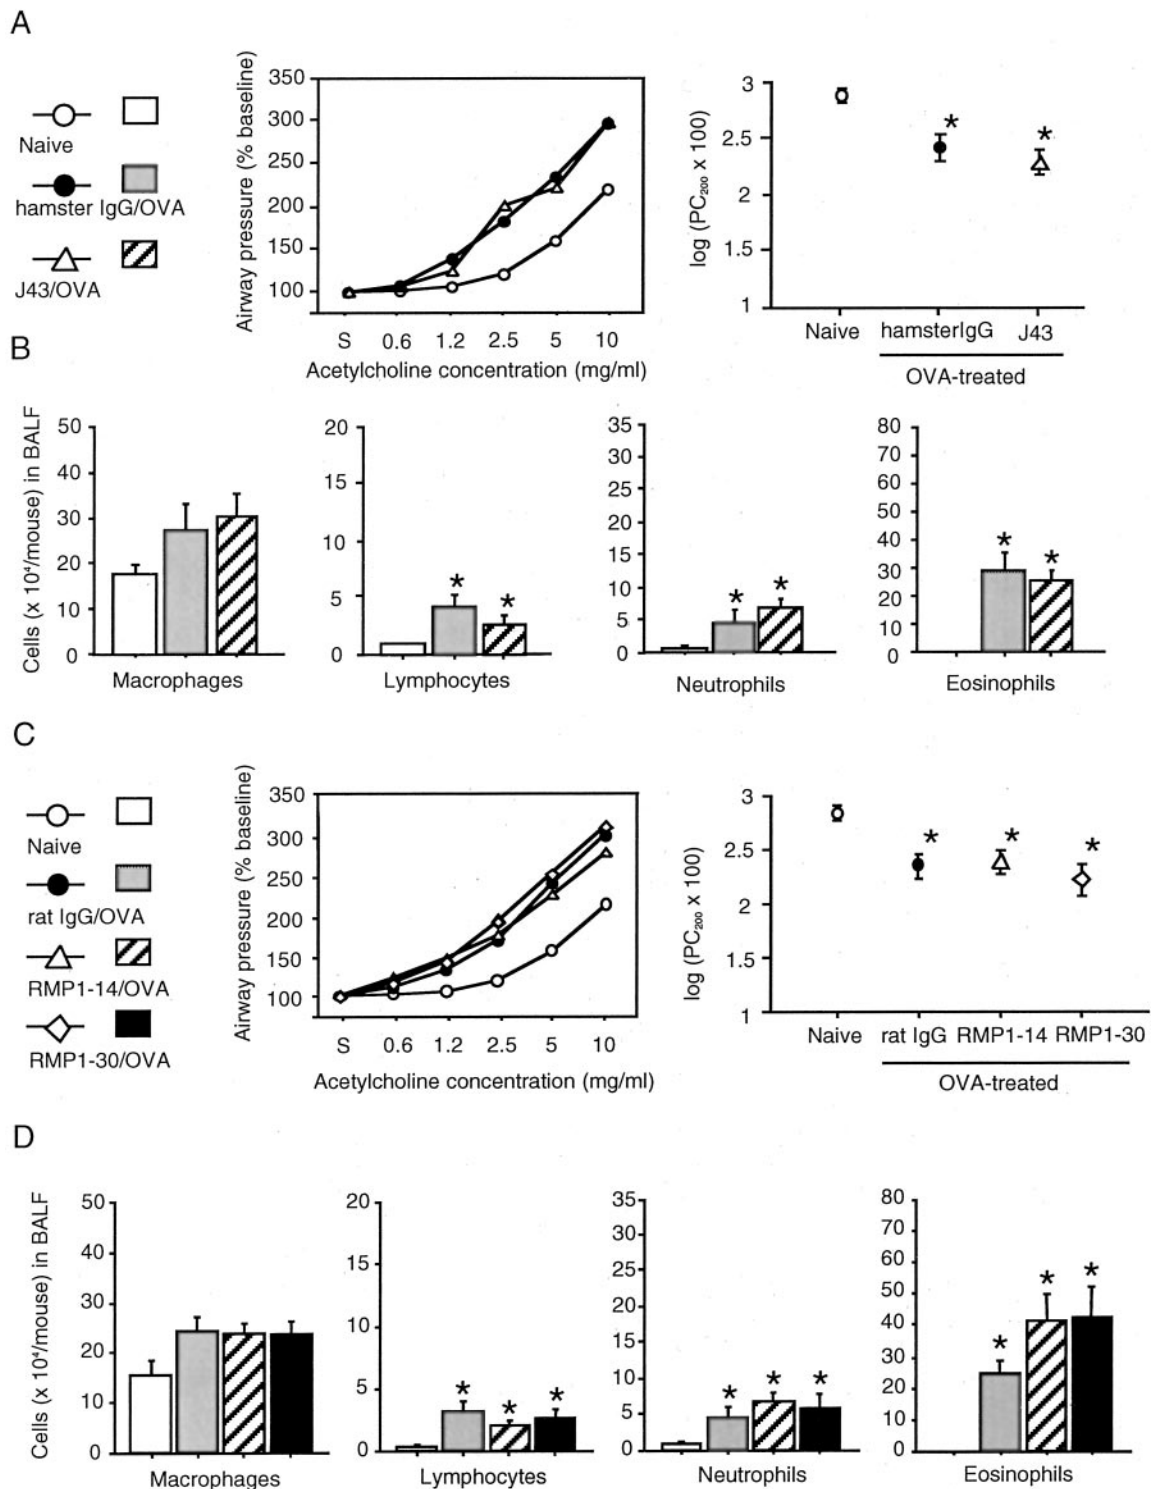 A
Naive
hamster IgG/OVA
J43/OVA
Airway pressure (% baseline)
350
300
250
200
150
100
S 0.6 1.2 2.5 5 10
Acetylcholine concentration (mg/ml)
log (PC200 x 100)
3
2.5
2
1.5
1
Naive hamsterIgG J43
OVA-treated
*
*
B
Cells (x 10⁴/mouse) in BALF
50
40
30
20
10
0
Macrophages
20
15
10
5
0
*
*
Lymphocytes
35
30
25
20
15
10
5
0
*
*
Neutrophils
80
70
60
50
40
30
20
10
0
*
*
Eosinophils
C
Naive
rat IgG/OVA
RMP1-14/OVA
RMP1-30/OVA
Airway pressure (% baseline)
350
300
250
200
150
100
S 0.6 1.2 2.5 5 10
Acetylcholine concentration (mg/ml)
log (PC200 x 100)
3
2.5
2
1.5
1
*
*
*
Naive rat IgG RMP1-14 RMP1-30
OVA-treated
D
Cells (x 10⁴/mouse) in BALF
50
40
30
20
10
0
Macrophages
20
15
10
5
0
*
*
*
Lymphocytes
35
30
25
20
15
10
5
0
*
*
*
Neutrophils
80
70
60
50
40
30
20
10
0
*
*
*
Eosinophils